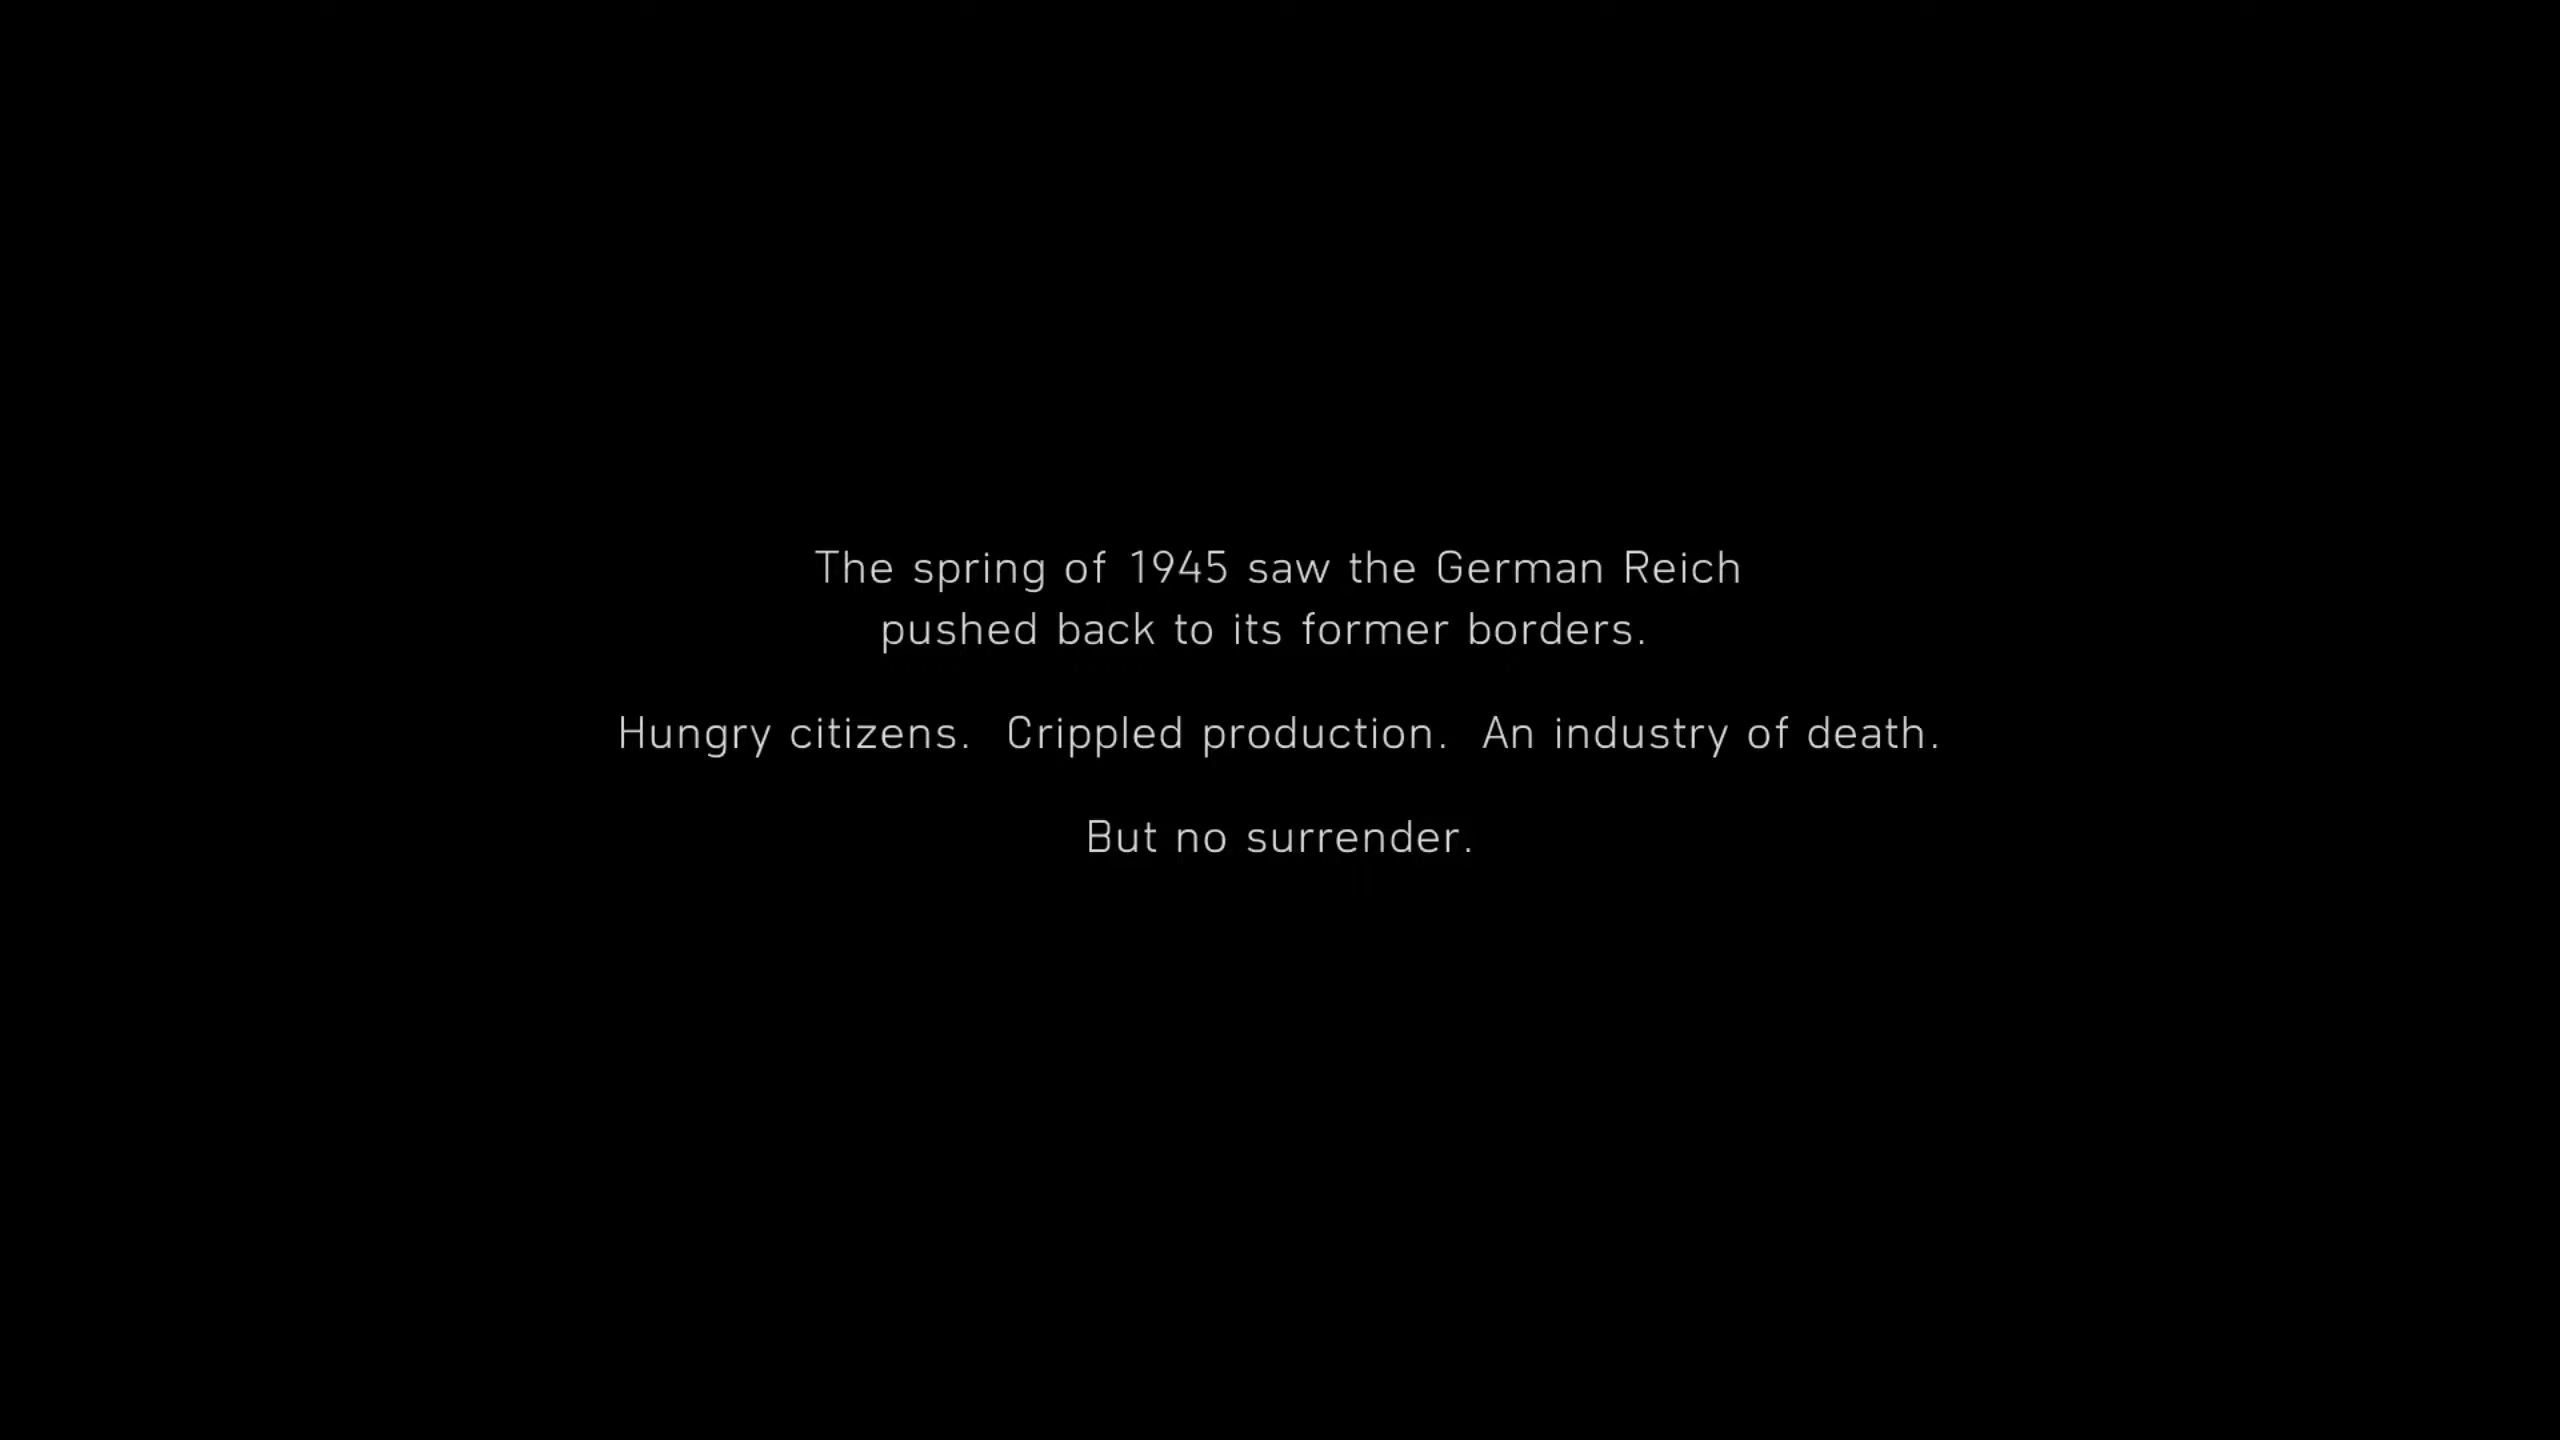 The spring of 1945 saw the German Reich
pushed back to its former borders.
Hungry citizens.  Crippled production.  An industry of death.
But no surrender.